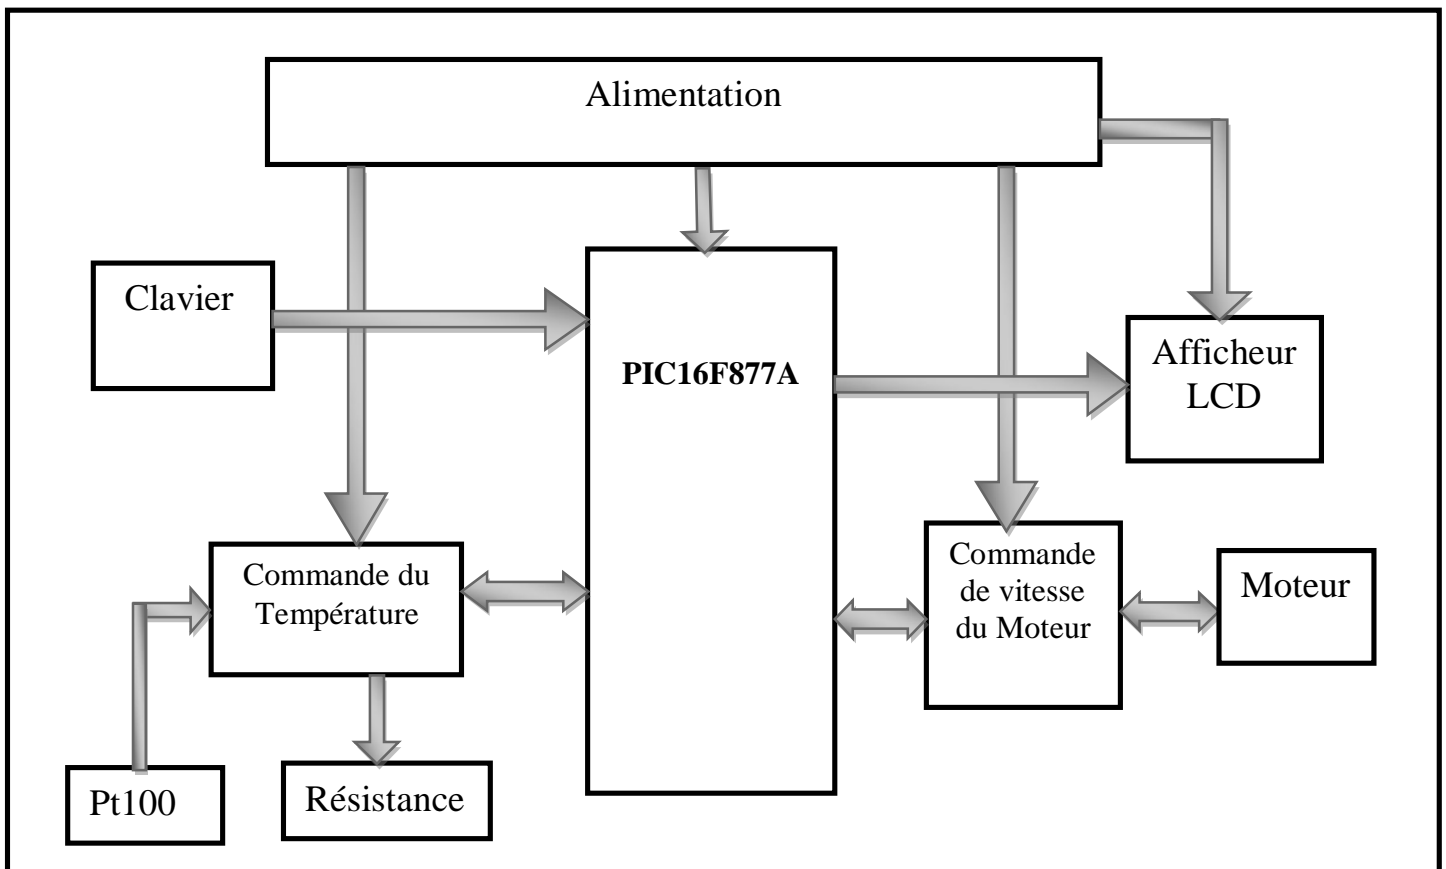 Alimentation
Clavier
PIC16F877A
Afficheur
LCD
Commande du
Température
Commande
de vitesse
du Moteur
Moteur
Pt100
Résistance